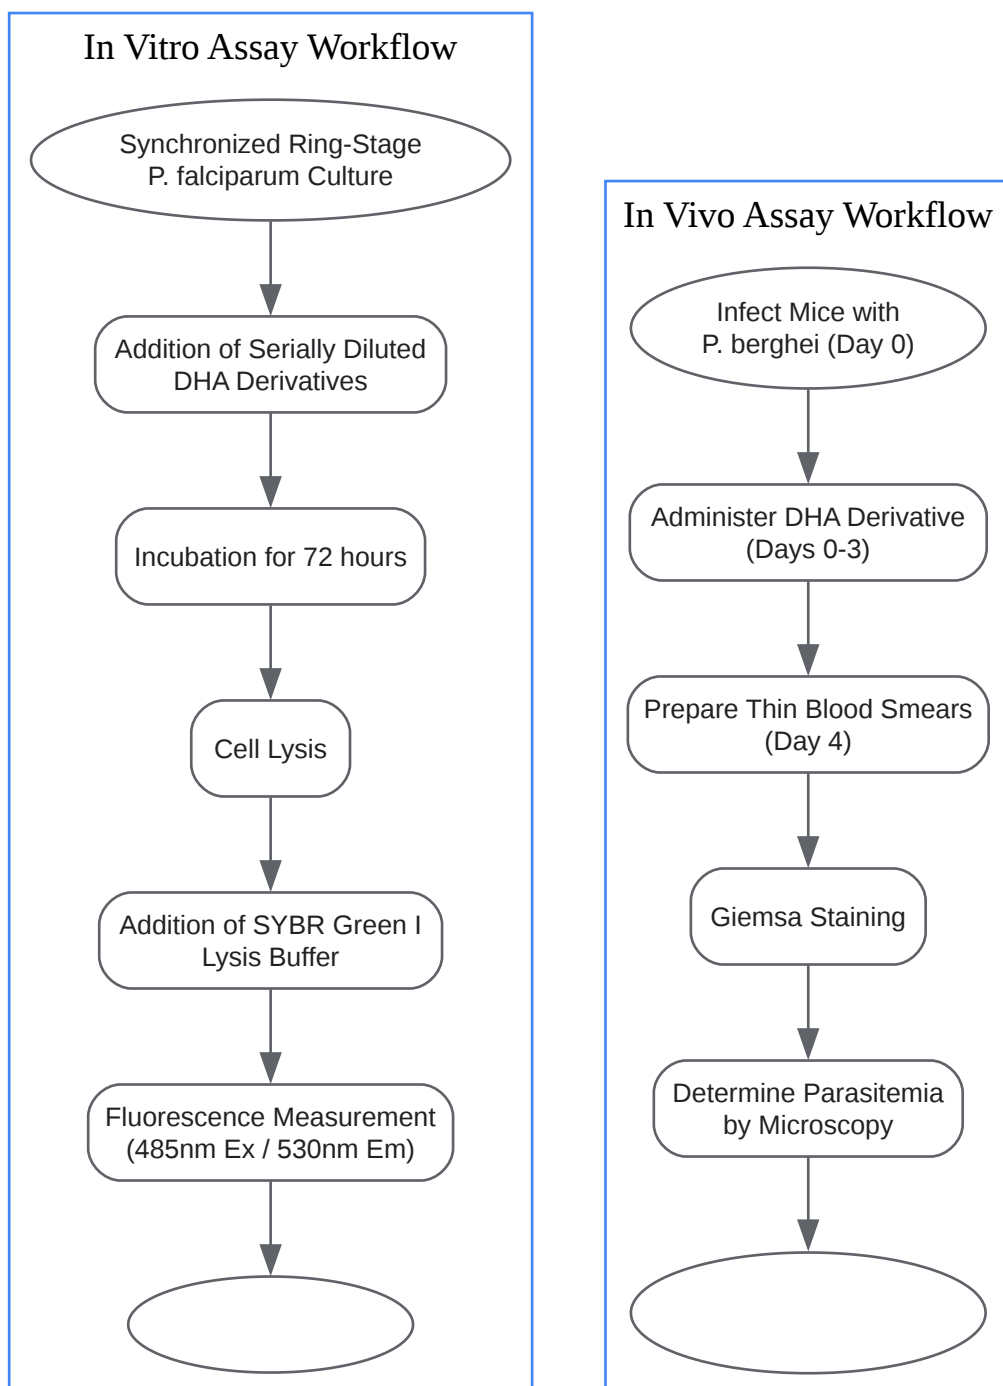 In Vitro Assay Workflow
Synchronized Ring-Stage
P. falciparum Culture
Addition of Serially Diluted
DHA Derivatives
Incubation for 72 hours
Cell Lysis
Addition of SYBR Green I
Lysis Buffer
Fluorescence Measurement
(485nm Ex / 530nm Em)
In Vivo Assay Workflow
Infect Mice with
P. berghei (Day 0)
Administer DHA Derivative
(Days 0-3)
Prepare Thin Blood Smears
(Day 4)
Giemsa Staining
Determine Parasitemia
by Microscopy